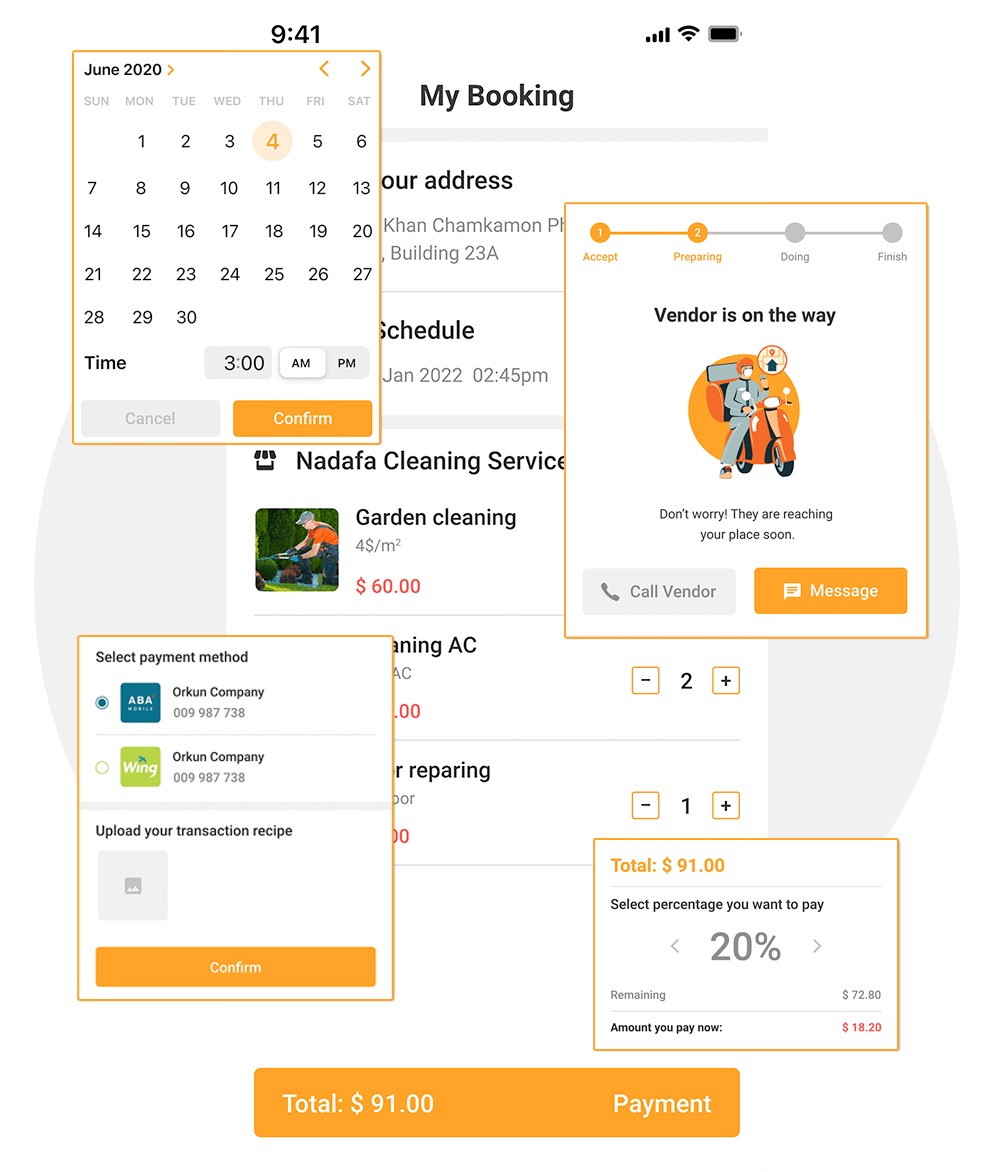 9:41
My Booking
June 2020
SUN MON TUE WED THU FRI SAT
1 2 3 4 5 6
7 8 9 10 11 12 13
14 15 16 17 18 19 20
21 22 23 24 25 26 27
28 29 30
Time 3:00 AM PM
Cancel Confirm
our address
Khan Chamkamon
, Building 23A
Schedule
Jan 2022 02:45pm
1 2
Accept Preparing Doing Finish
Vendor is on the way
Don't worry! They are reaching
your place soon.
Call Vendor Message
Nadafa Cleaning Service
Garden cleaning
4$/m²
$ 60.00
aning AC
AC
.00
− 2 +
r reparing
oor
00
− 1 +
Select payment method
ABA
MOBILE
Orkun Company
009 987 738
Wing
Orkun Company
009 987 738
Upload your transaction recipe
Confirm
Total: $ 91.00
Select percentage you want to pay
20%
Remaining $ 72.80
Amount you pay now: $ 18.20
Total: $ 91.00 Payment